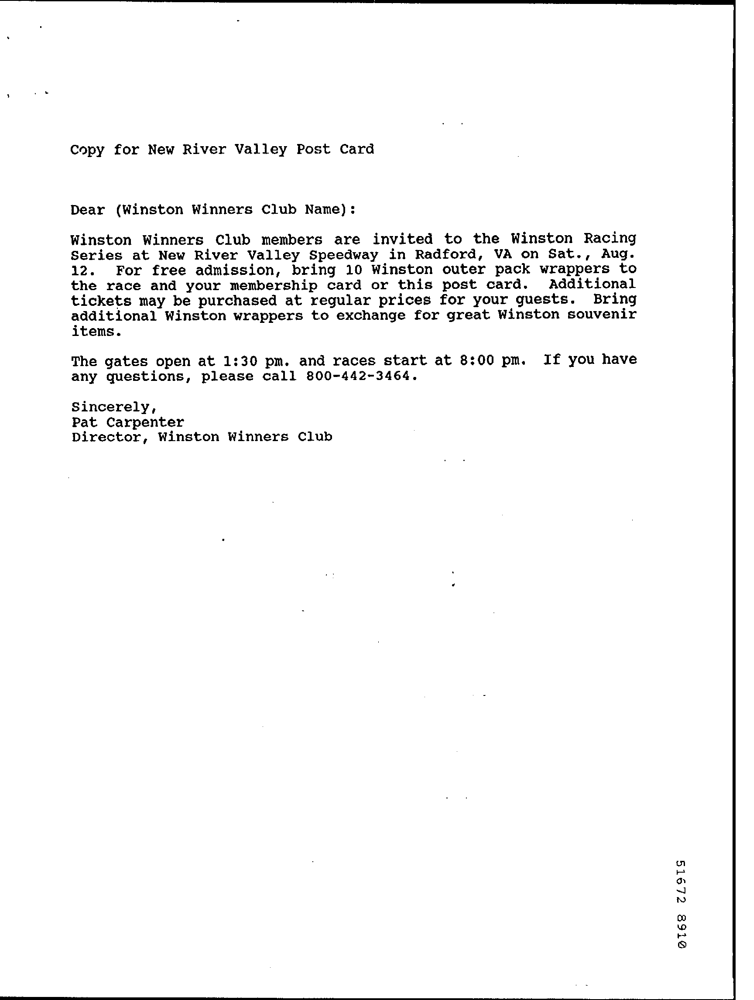 Copy for New River Valley Post Card
Dear (Winston Winners Club Name):
Winston Winners Club members are invited to the Winston Racing
Series at New River Valley Speedway in Radford, VA on Sat., Aug.
12.  For free admission, bring 10 Winston outer pack wrappers to
the race and your membership card or this post card.  Additional
tickets may be purchased at regular prices for your guests.  Bring
additional Winston wrappers to exchange for great Winston souvenir
items.
The gates open at 1:30 pm. and races start at 8:00 pm.  If you have
any questions, please call 800-442-3464.
Sincerely,
Pat Carpenter
Director, Winston Winners Club
51672 8910